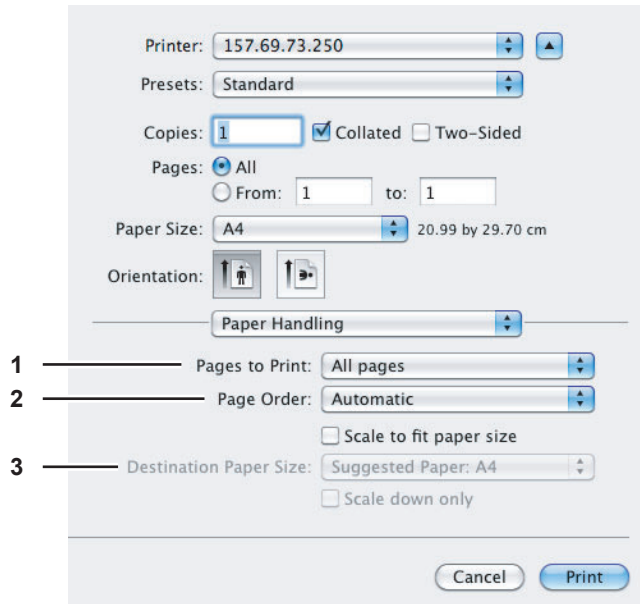 Printer: 157.69.73.250
Presets: Standard
Copies: 1 Collated Two-Sided
Pages: All
From: 1 to: 1
Paper Size: A4 20.99 by 29.70 cm
Orientation:
Paper Handling
1 Pages to Print: All pages
2 Page Order: Automatic
Scale to fit paper size
3 Destination Paper Size: Suggested Paper: A4
Scale down only
Cancel Print